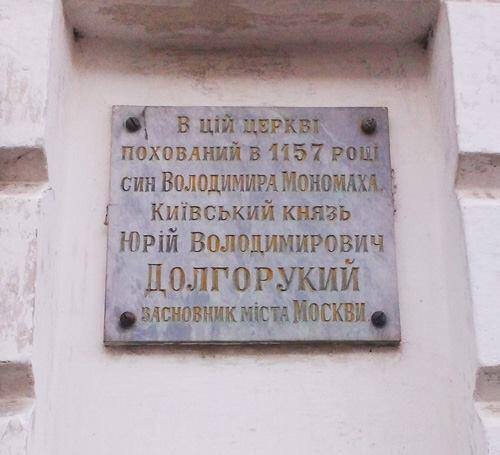 В цій церкві
похований в 1157 році
син Володимира Мономаха.
Київський князь
Юрій Володимирович
Долгорукий
засновник міста Москви.